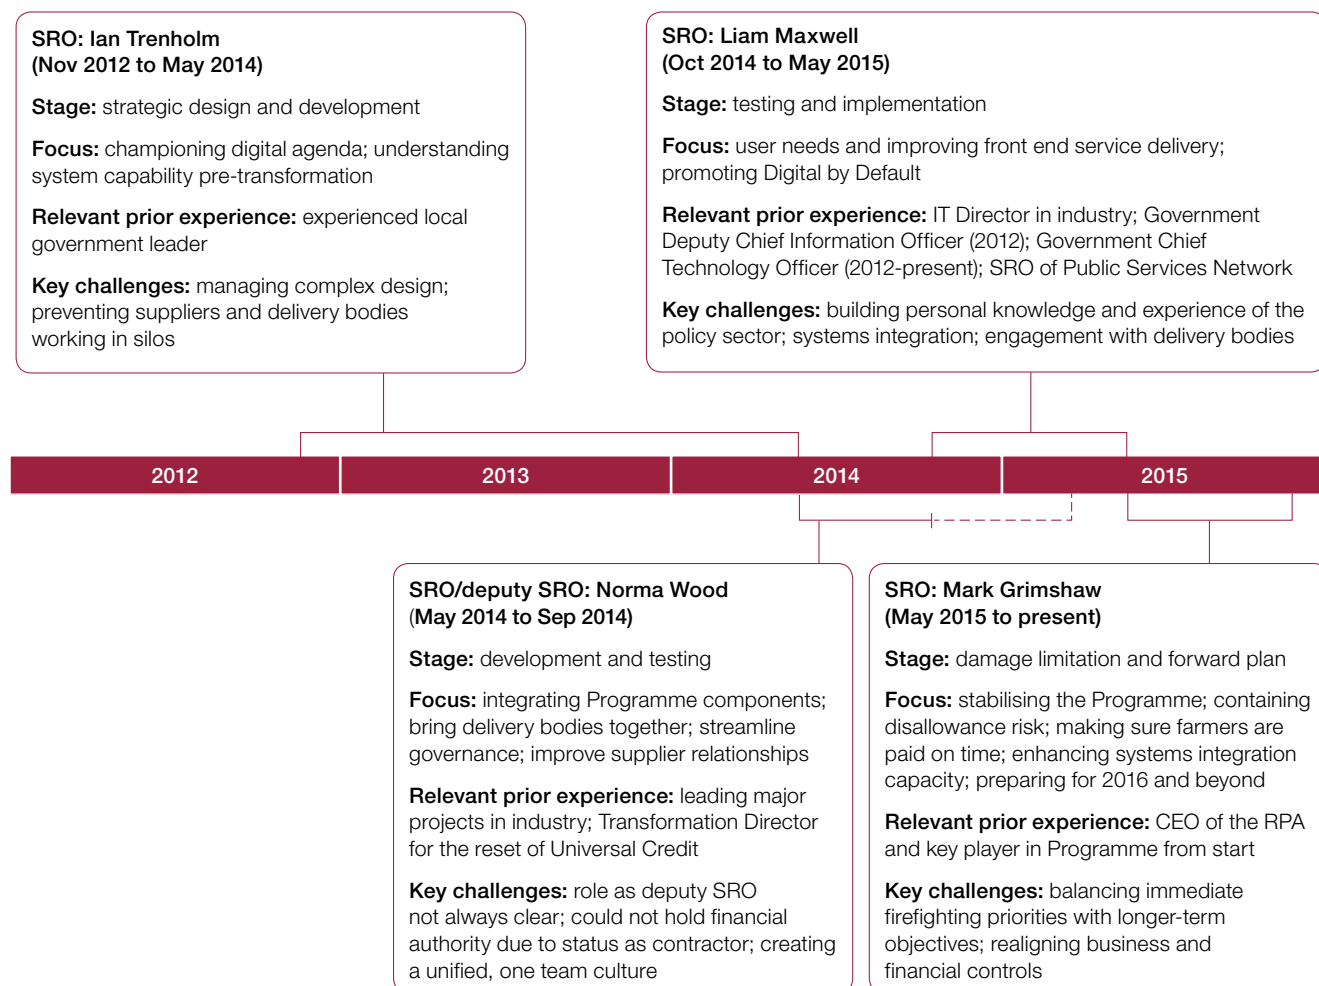 SRO: Ian Trenholm
(Nov 2012 to May 2014)
Stage: strategic design and development
Focus: championing digital agenda; understanding
system capability pre-transformation
Relevant prior experience: experienced local
government leader
Key challenges: managing complex design;
preventing suppliers and delivery bodies
working in silos
SRO: Liam Maxwell
(Oct 2014 to May 2015)
Stage: testing and implementation
Focus: user needs and improving front end service delivery;
promoting Digital by Default
Relevant prior experience: IT Director in industry; Government
Deputy Chief Information Officer (2012); Government Chief
Technology Officer (2012-present); SRO of Public Services Network
Key challenges: building personal knowledge and experience of the
policy sector; systems integration; engagement with delivery bodies
2012
2013
2014
2015
SRO/deputy SRO: Norma Wood
(May 2014 to Sep 2014)
Stage: development and testing
Focus: integrating Programme components;
bring delivery bodies together; streamline
governance; improve supplier relationships
Relevant prior experience: leading major
projects in industry; Transformation Director
for the reset of Universal Credit
Key challenges: role as deputy SRO
not always clear; could not hold financial
authority due to status as contractor; creating
a unified, one team culture
SRO: Mark Grimshaw
(May 2015 to present)
Stage: damage limitation and forward plan
Focus: stabilising the Programme; containing
disallowance risk; making sure farmers are
paid on time; enhancing systems integration
capacity; preparing for 2016 and beyond
Relevant prior experience: CEO of the RPA
and key player in Programme from start
Key challenges: balancing immediate
firefighting priorities with longer-term
objectives; realigning business and
financial controls